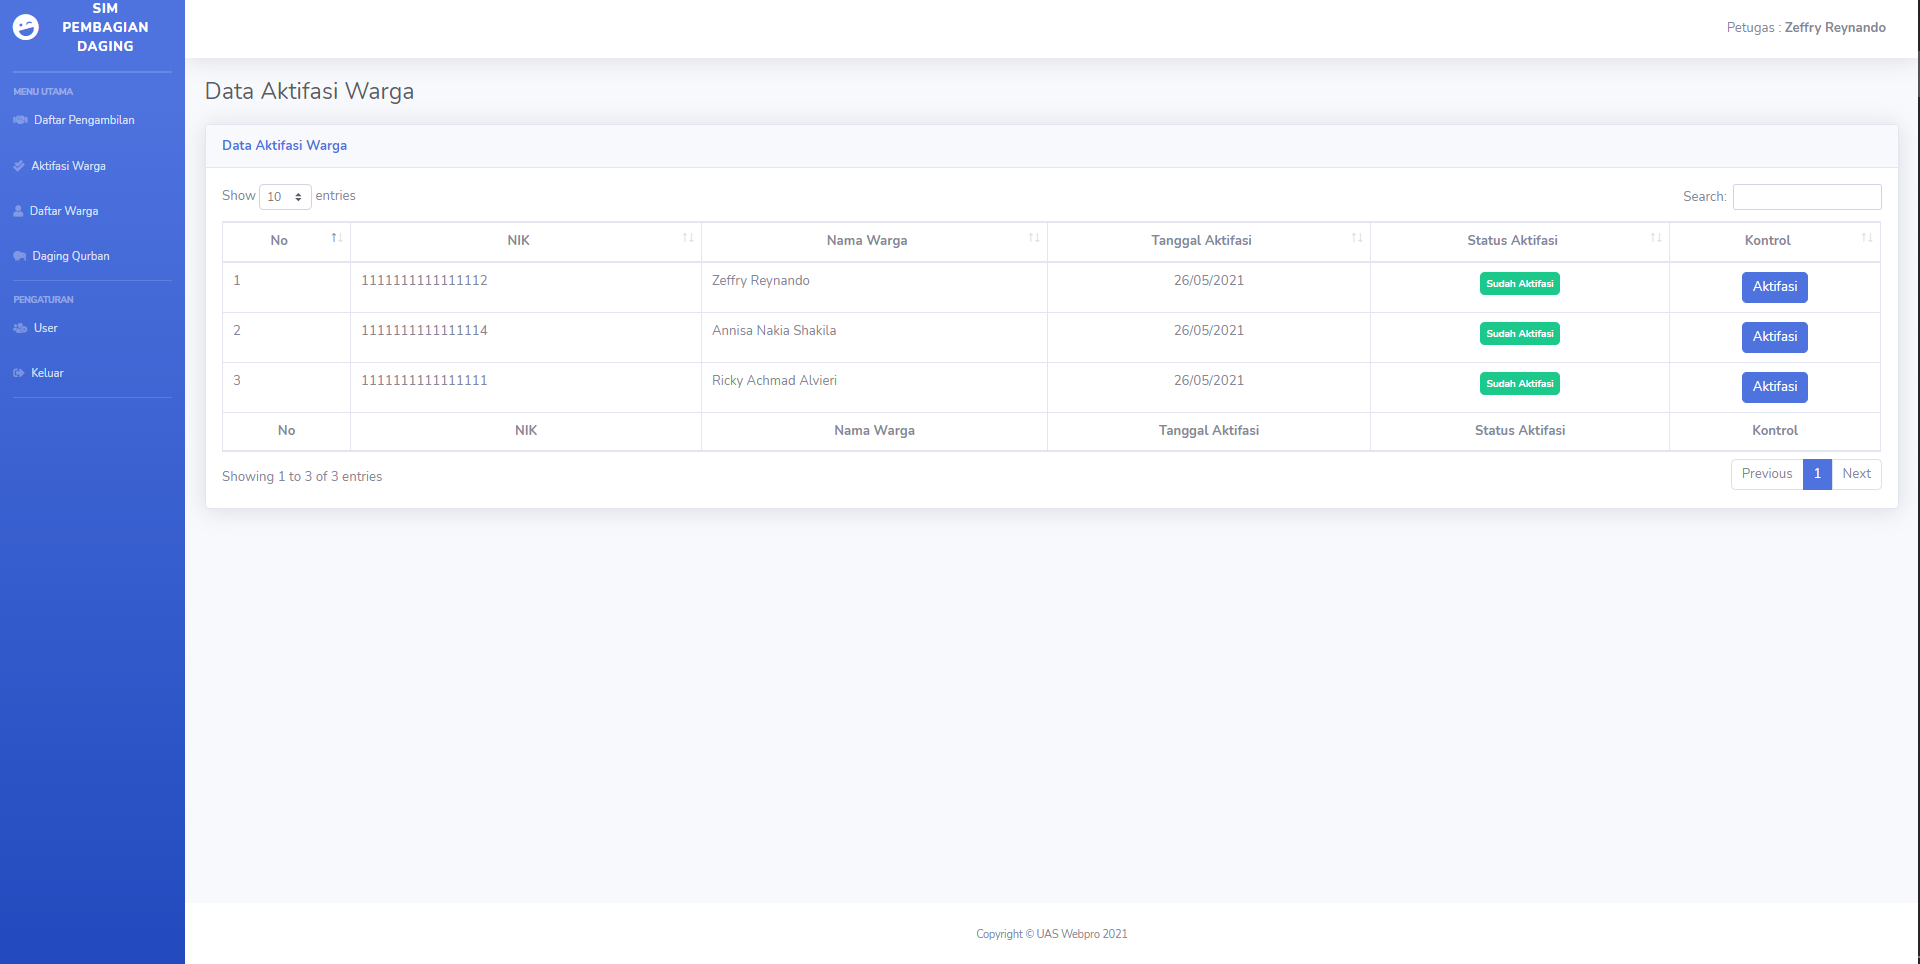 SIM
PEMBAGIAN
DAGING
MENU UTAMA
Daftar Pengambilan
Aktifasi Warga
Daftar Warga
Daging Qurban
PENGATURAN
User
Keluar
Petugas : Zeffry Reynando
Data Aktifasi Warga
Data Aktifasi Warga
Show 10 entries
Search:
No NIK Nama Warga Tanggal Aktifasi Status Aktifasi Kontrol
1 1111111111111112 Zeffry Reynando 26/05/2021 Sudah Aktifasi Aktifasi
2 1111111111111114 Annisa Nakia Shakila 26/05/2021 Sudah Aktifasi Aktifasi
3 1111111111111111 Ricky Achmad Alvieri 26/05/2021 Sudah Aktifasi Aktifasi
No NIK Nama Warga Tanggal Aktifasi Status Aktifasi Kontrol
Showing 1 to 3 of 3 entries
Previous 1 Next
Copyright © UAS Webpro 2021